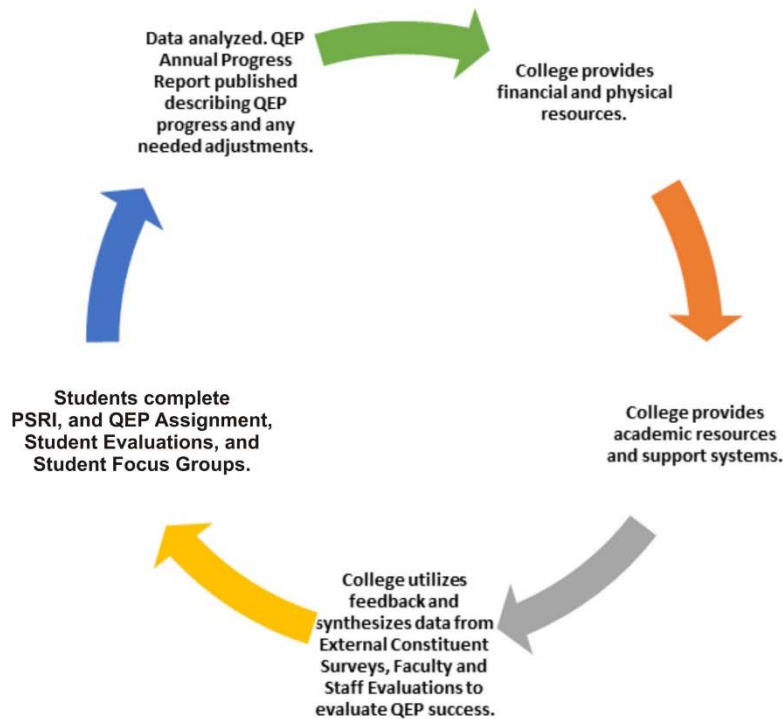 Data analyzed. QEP
Annual Progress
Report published
describing QEP
progress and any
needed adjustments.
College provides
financial and physical
resources.
College provides
academic resources
and support systems.
College utilizes
feedback and
synthesizes data from
External Constituent
Surveys, Faculty and
Staff Evaluations to
evaluate QEP success.
Students complete
PSRI, and QEP Assignment,
Student Evaluations, and
Student Focus Groups.